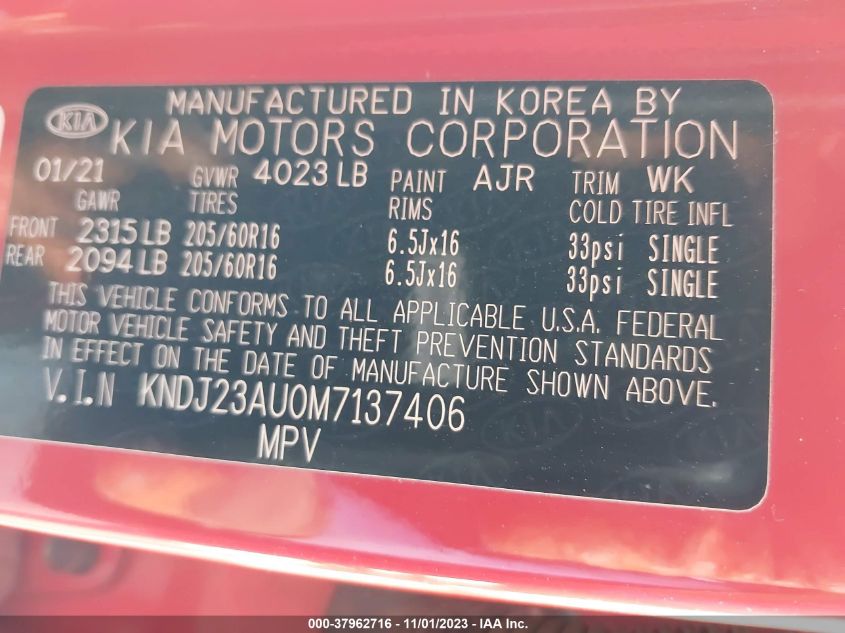 MANUFACTURED IN KOREA BY
KIA KIA MOTORS CORPORATION
01/21 GVWR 4023 LB PAINT AJR TRIM WK
GAWR TIRES RIMS COLD TIRE INFL
FRONT 2315 LB 205/60R16 6.5Jx16 33psi SINGLE
REAR 2094 LB 205/60R16 6.5Jx16 33psi SINGLE
THIS VEHICLE CONFORMS TO ALL APPLICABLE U.S.A. FEDERAL
MOTOR VEHICLE SAFETY AND THEFT PREVENTION STANDARDS
IN EFFECT ON THE DATE OF MANUFACTURE SHOWN ABOVE.
V.I.N KNDJ23AU0M7137406
MPV
000-37962716 - 11/01/2023 - IAA Inc.